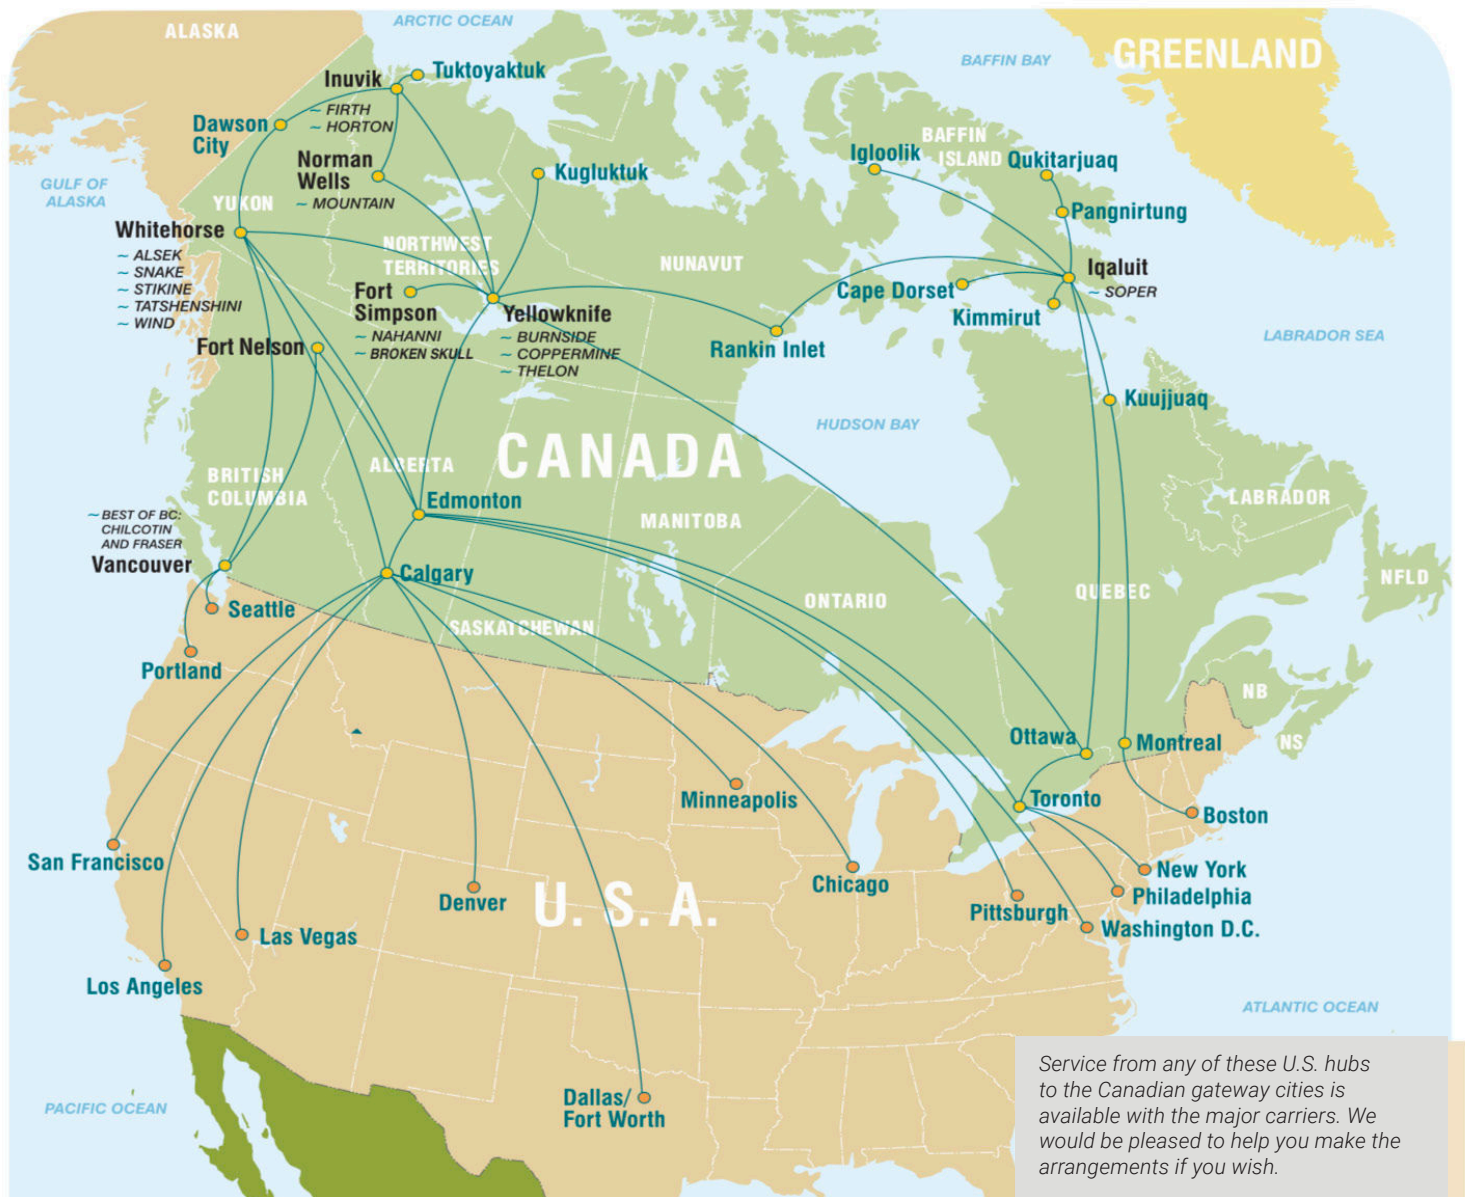 ARCTIC OCEAN
ALASKA
GREENLAND
BAFFIN BAY
Tuktoyaktuk
Inuvik
~ FIRTH
~ HORTON
Dawson
City
BAFFIN
ISLAND
Igloolik
Qukitarjuaq
Norman
Wells
~ MOUNTAIN
Kugluktuk
GULF OF
ALASKA
YUKON
Pangnirtung
Whitehorse
~ ALSEK
~ SNAKE
~ STIKINE
~ TATSHENSHINI
~ WIND
NORTHWEST
TERRITORIES
NUNAVUT
Iqaluit
~ SOPER
Cape Dorset
Kimmirut
Fort
Simpson
~ NAHANNI
~ BROKEN SKULL
Yellowknife
~ BURNSIDE
~ COPPERMINE
~ THELON
Rankin Inlet
LABRADOR SEA
Fort Nelson
Kuujjuaq
HUDSON BAY
CANADA
BRITISH
COLUMBIA
ALBERTA
Edmonton
MANITOBA
LABRADOR
~ BEST OF BC:
CHILCOTIN
AND FRASER
Vancouver
Calgary
NFLD
QUEBEC
ONTARIO
Seattle
SASKATCHEWAN
Portland
NB
NS
Ottawa
Montreal
Minneapolis
Toronto
Boston
San Francisco
Chicago
New York
Philadelphia
Denver
U. S. A.
Pittsburgh
Washington D.C.
Las Vegas
Los Angeles
ATLANTIC OCEAN
PACIFIC OCEAN
Dallas/
Fort Worth
Service from any of these U.S. hubs
to the Canadian gateway cities is
available with the major carriers. We
would be pleased to help you make the
arrangements if you wish.